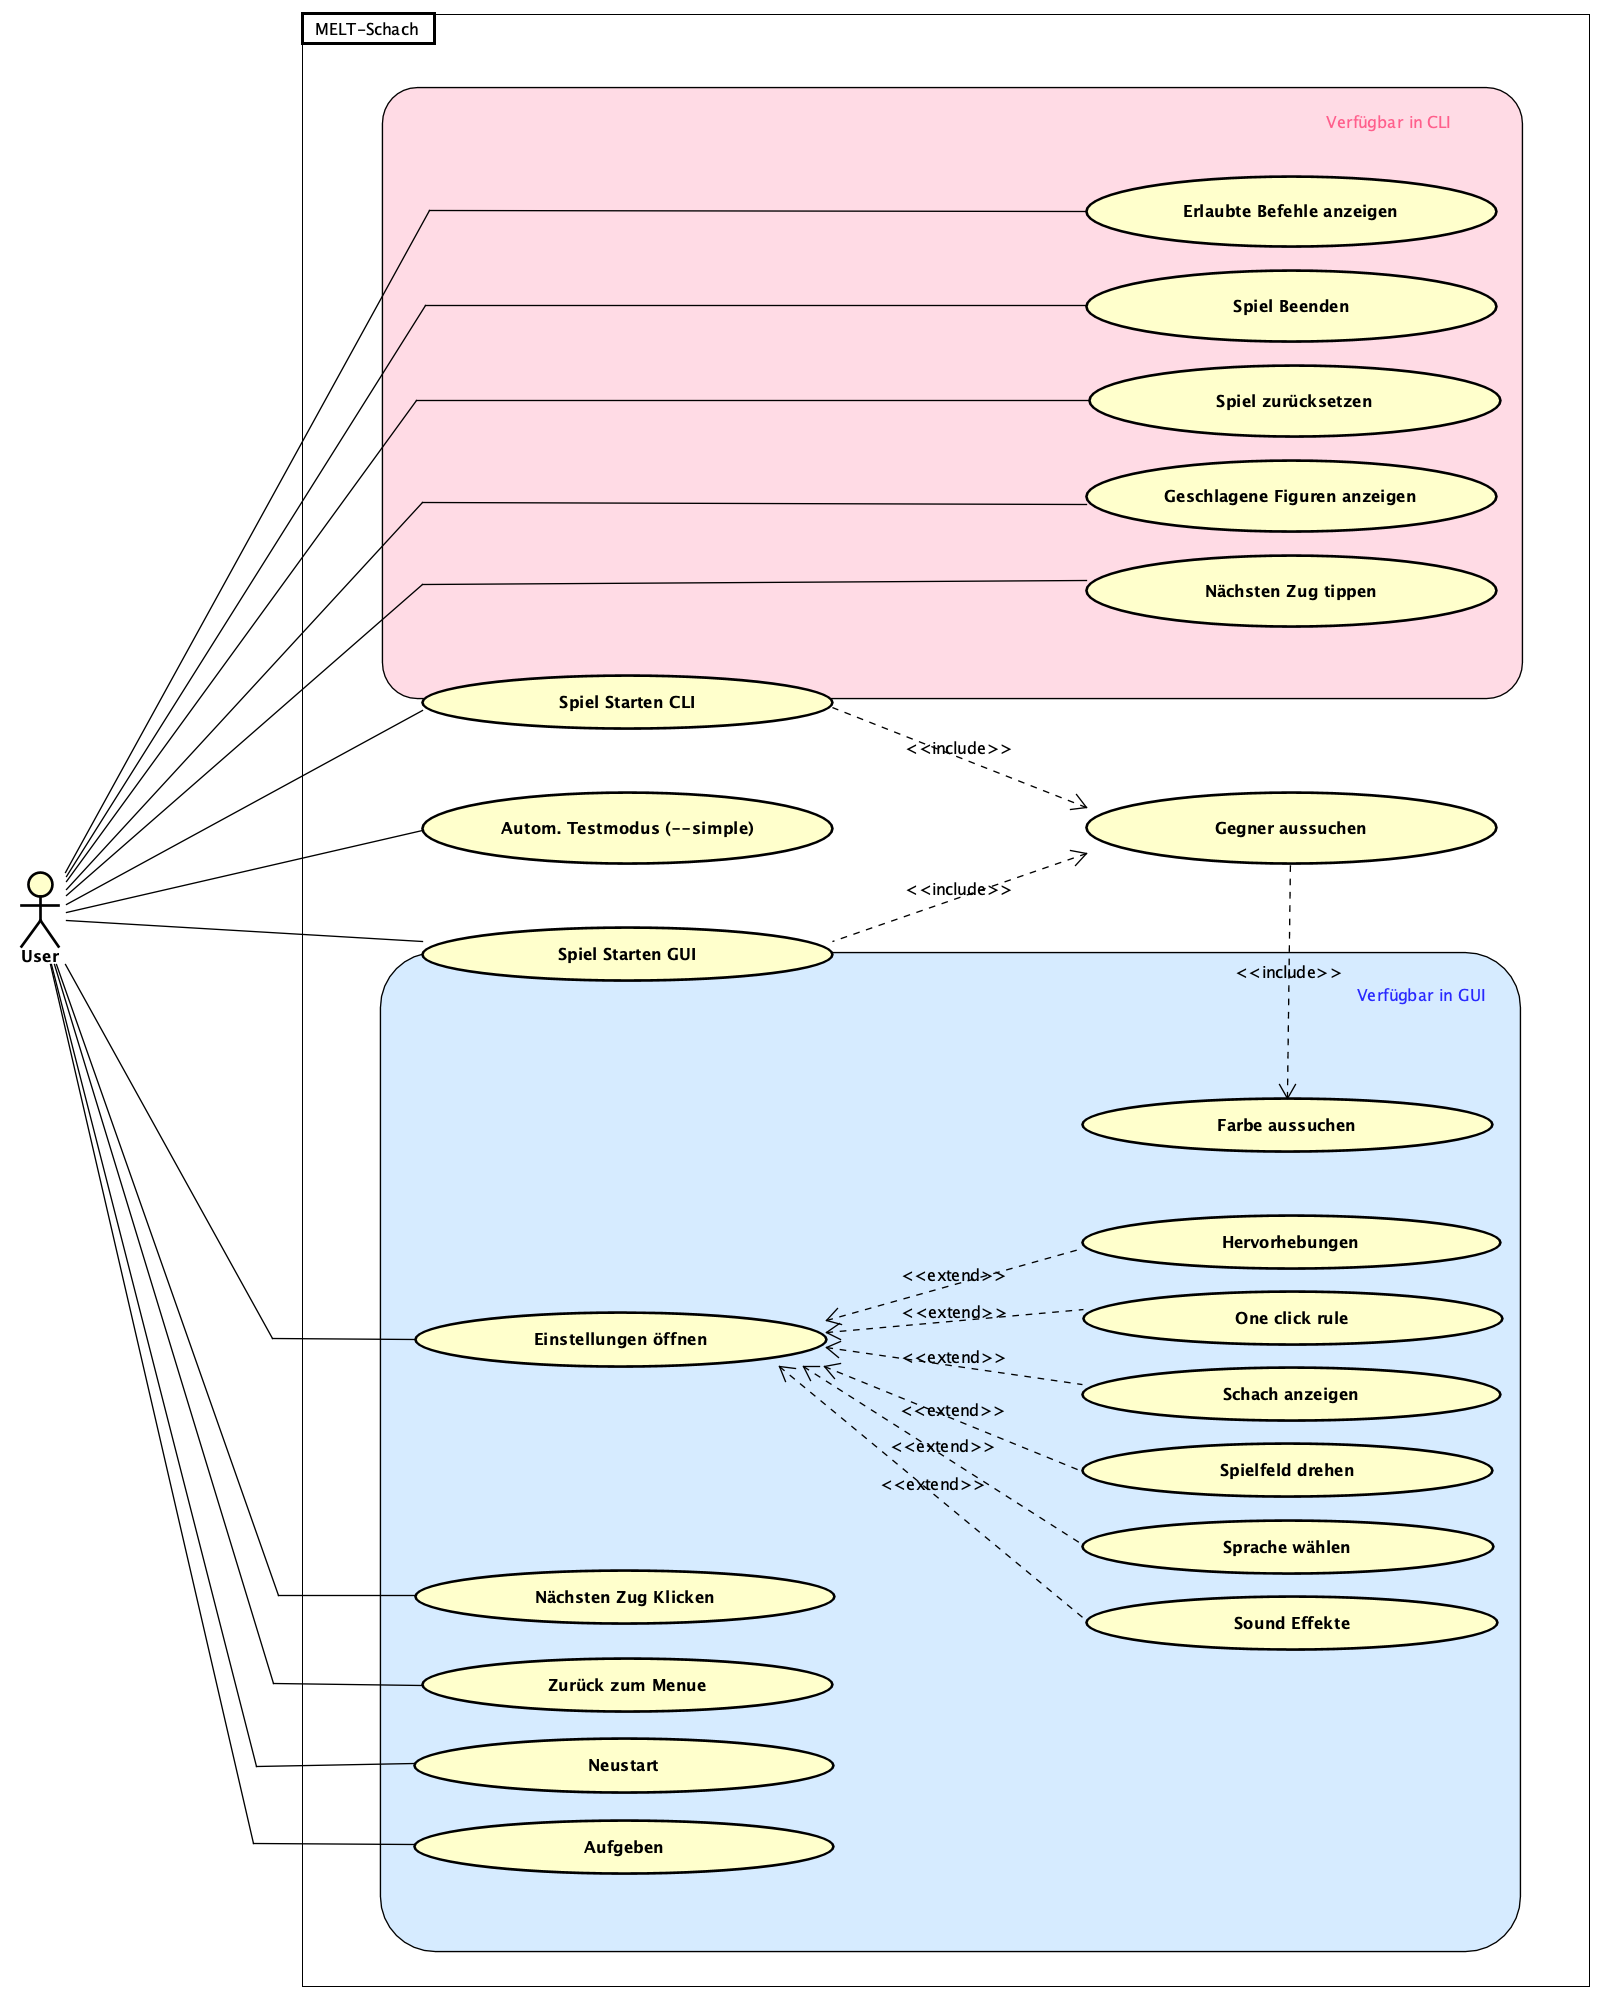 MELT-Schach
Verfügbar in CLI
Erlaubte Befehle anzeigen
Spiel Beenden
Spiel zurücksetzen
Geschlagene Figuren anzeigen
Nächsten Zug tippen
Spiel Starten CLI
<<include>>
Autom. Testmodus (--simple)
Gegner aussuchen
<<include>>
User
Spiel Starten GUI
<<include>>
Verfügbar in GUI
Farbe aussuchen
Hervorhebungen
<<extend>>
<<extend>>
One click rule
Einstellungen öffnen
<<extend>>
Schach anzeigen
<<extend>>
<<extend>>
Spielfeld drehen
<<extend>>
Sprache wählen
Nächsten Zug Klicken
Sound Effekte
Zurück zum Menue
Neustart
Aufgeben